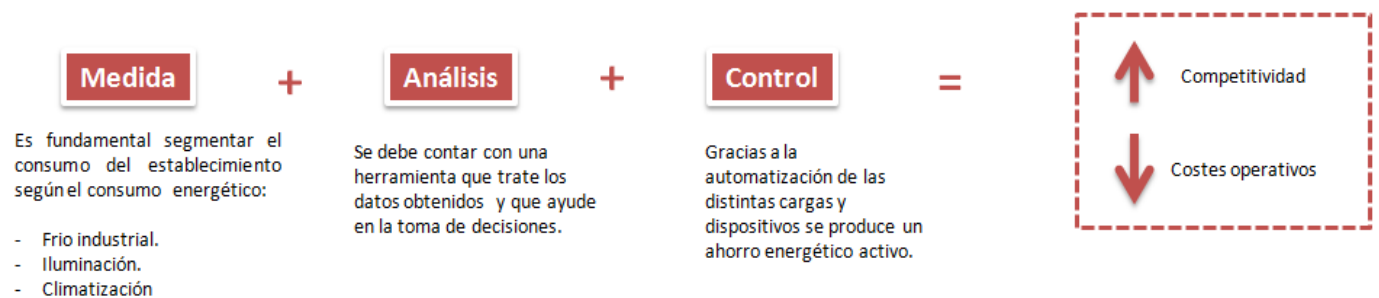 Medida
+
Análisis
+
Control
=
Es fundamental segmentar el
consumo del establecimiento
según el consumo energético:
- Frio industrial.
- Iluminación.
- Climatización
Se debe contar con una
herramienta que trate los
datos obtenidos y que ayude
en la toma de decisiones.
Gracias a la
automatización de las
distintas cargas y
dispositivos se produce un
ahorro energético activo.
Competitividad
Costes operativos